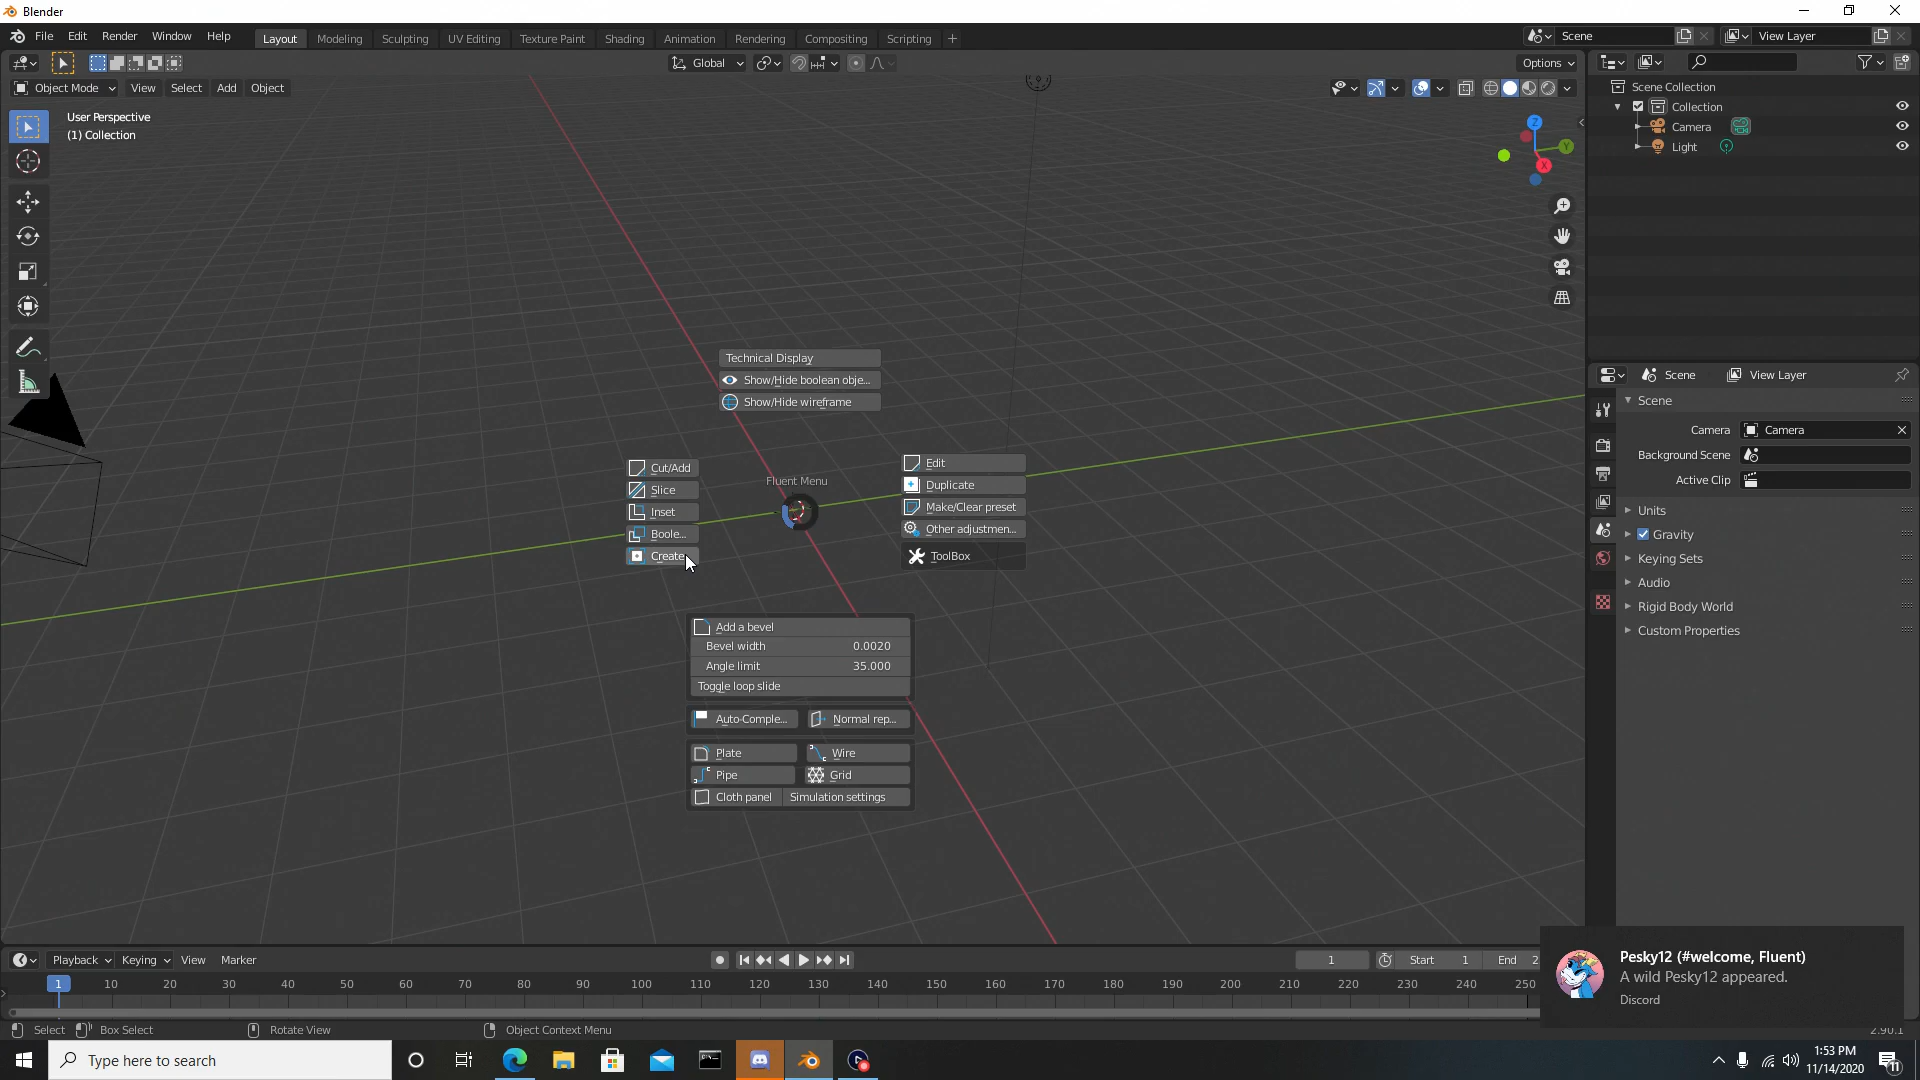 Blender
File Edit Render Window Help Layout Modeling Sculpting UV Editing Texture Paint Shading Animation Rendering Compositing Scripting + Scene View Layer
Global Options
Object Mode View Select Add Object
User Perspective
(1) Collection
Z
Y
X
Scene Collection
Collection
Camera
Light
Technical Display
Show/Hide boolean obje...
Show/Hide wireframe
Fluent Menu
Cut/Add
Slice
Inset
Boole...
Create
Edit
Duplicate
Make/Clear preset
Other adjustmen...
ToolBox
Add a bevel
Bevel width 0.0020
Angle limit 35.000
Toggle loop slide
Auto-Comple... Normal rep...
Plate Wire
Pipe Grid
Cloth panel Simulation settings
Scene View Layer
Scene
Camera Camera
Background Scene
Active Clip
Units
Gravity
Keying Sets
Audio
Rigid Body World
Custom Properties
Playback Keying View Marker 1 Start 1 End 2
1 10 20 30 40 50 60 70 80 90 100 110 120 130 140 150 160 170 180 190 200 210 220 230 240 250
Select Box Select Rotate View Object Context Menu 2.90.1
Pesky12 (#welcome, Fluent)
A wild Pesky12 appeared.
Discord
Type here to search
1:53 PM
11/14/2020
11